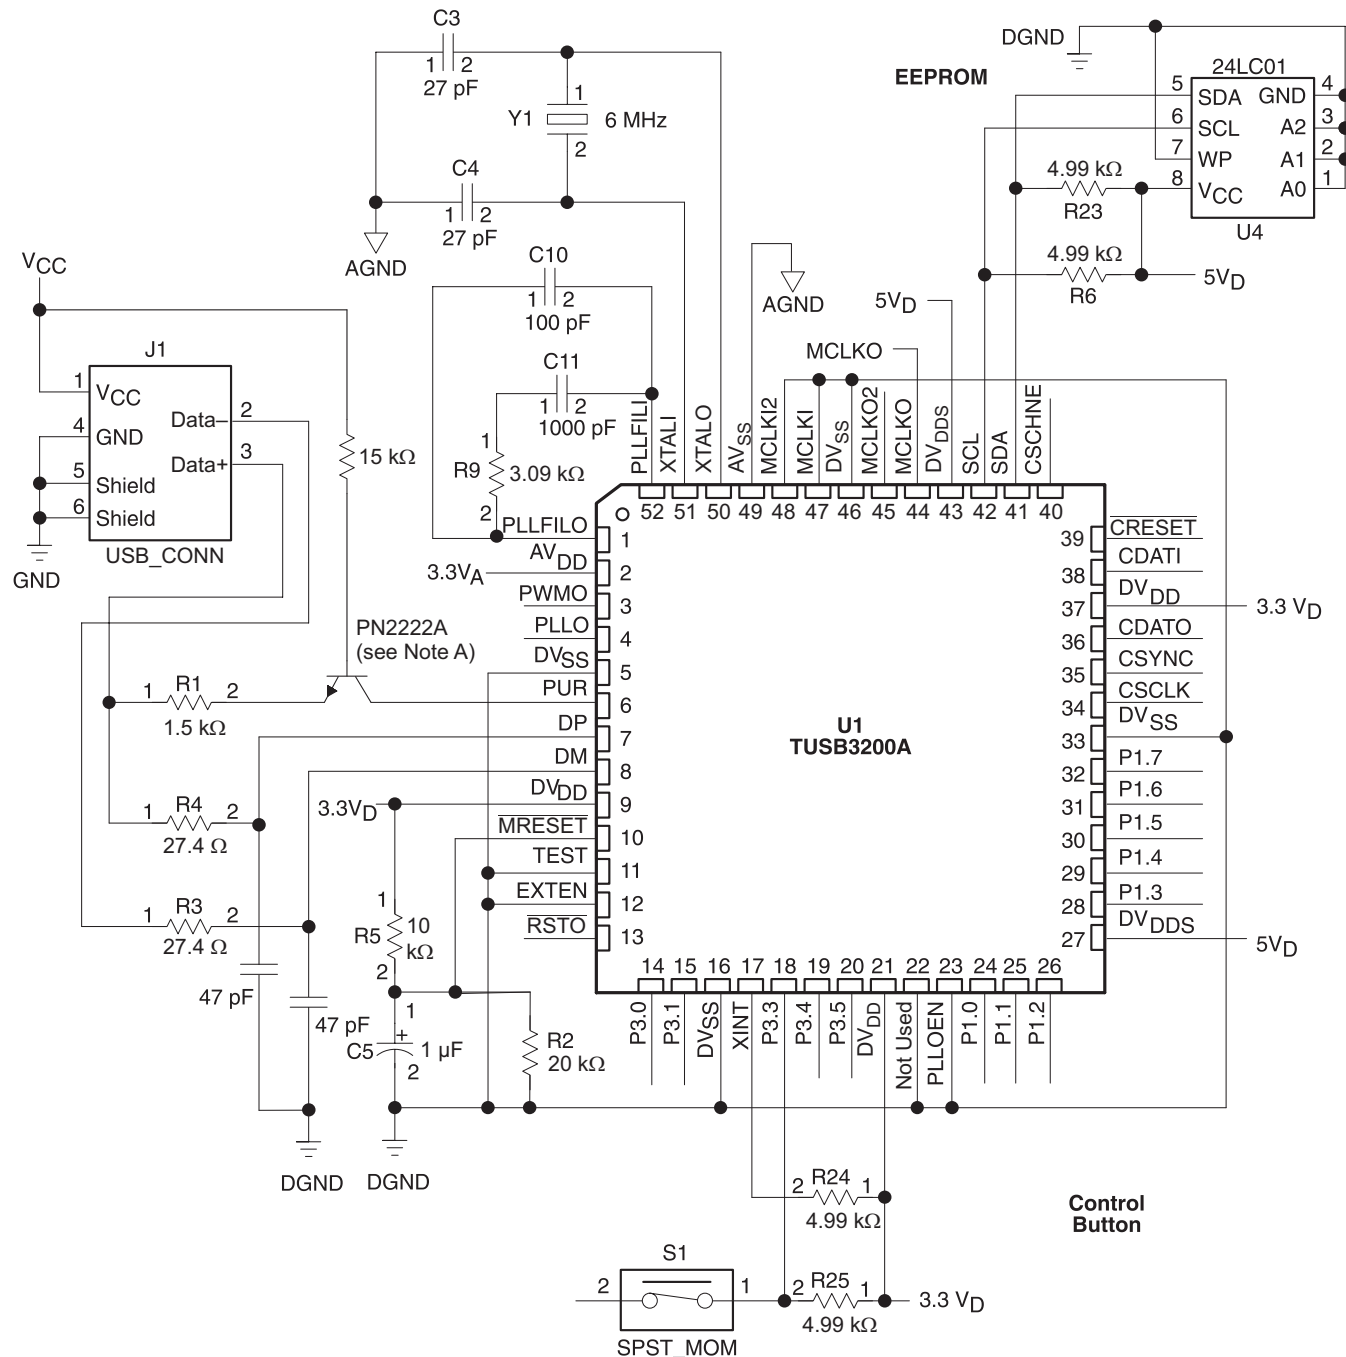 C3
1 2
27 pF
Y1
1
2
6 MHz
C4
1 2
27 pF
AGND
C10
1 2
100 pF
C11
1 2
1000 pF
R9
1
3.09 kΩ
2
AGND
5VD
MCLKO
EEPROM
DGND
24LC01
5 SDA GND 4
6 SCL A2 3
7 WP A1 2
8 VCC A0 1
U4
4.99 kΩ
R23
4.99 kΩ
R6
5VD
VCC
J1
1 VCC
4 GND
5 Shield
6 Shield
Data– 2
Data+ 3
USB_CONN
GND
15 kΩ
PN2222A
(see Note A)
1 R1 2
1.5 kΩ
1 R4 2
27.4 Ω
1 R3 2
27.4 Ω
47 pF
47 pF
DGND
3.3VA
3.3VD
1
R5
10
kΩ
2
1
+
C5
1 µF
2
DGND
R2
20 kΩ
U1
TUSB3200A
PLLFILI
XTALI
XTALO
AVSS
MCLKI2
MCLKI
DVSS
MCLKO2
MCLKO
DVDDS
SCL
SDA
CSCHNE
52 51 50 49 48 47 46 45 44 43 42 41 40
PLLFILO 1
AVDD 2
PWMO 3
PLLO 4
DVSS 5
PUR 6
DP 7
DM 8
DVDD 9
MRESET 10
TEST 11
EXTEN 12
RSTO 13
39 CRESET
38 CDATI
37 DVDD
3.3 VD
36 CDATO
35 CSYNC
34 CSCLK
33 DVSS
32 P1.7
31 P1.6
30 P1.5
29 P1.4
28 P1.3
27 DVDDS
5VD
14 15 16 17 18 19 20 21 22 23 24 25 26
P3.0
P3.1
DVSS
XINT
P3.3
P3.4
P3.5
DVDD
Not Used
PLLOEN
P1.0
P1.1
P1.2
2 R24 1
4.99 kΩ
2 R25 1
4.99 kΩ
3.3 VD
S1
2 1
SPST_MOM
Control
Button